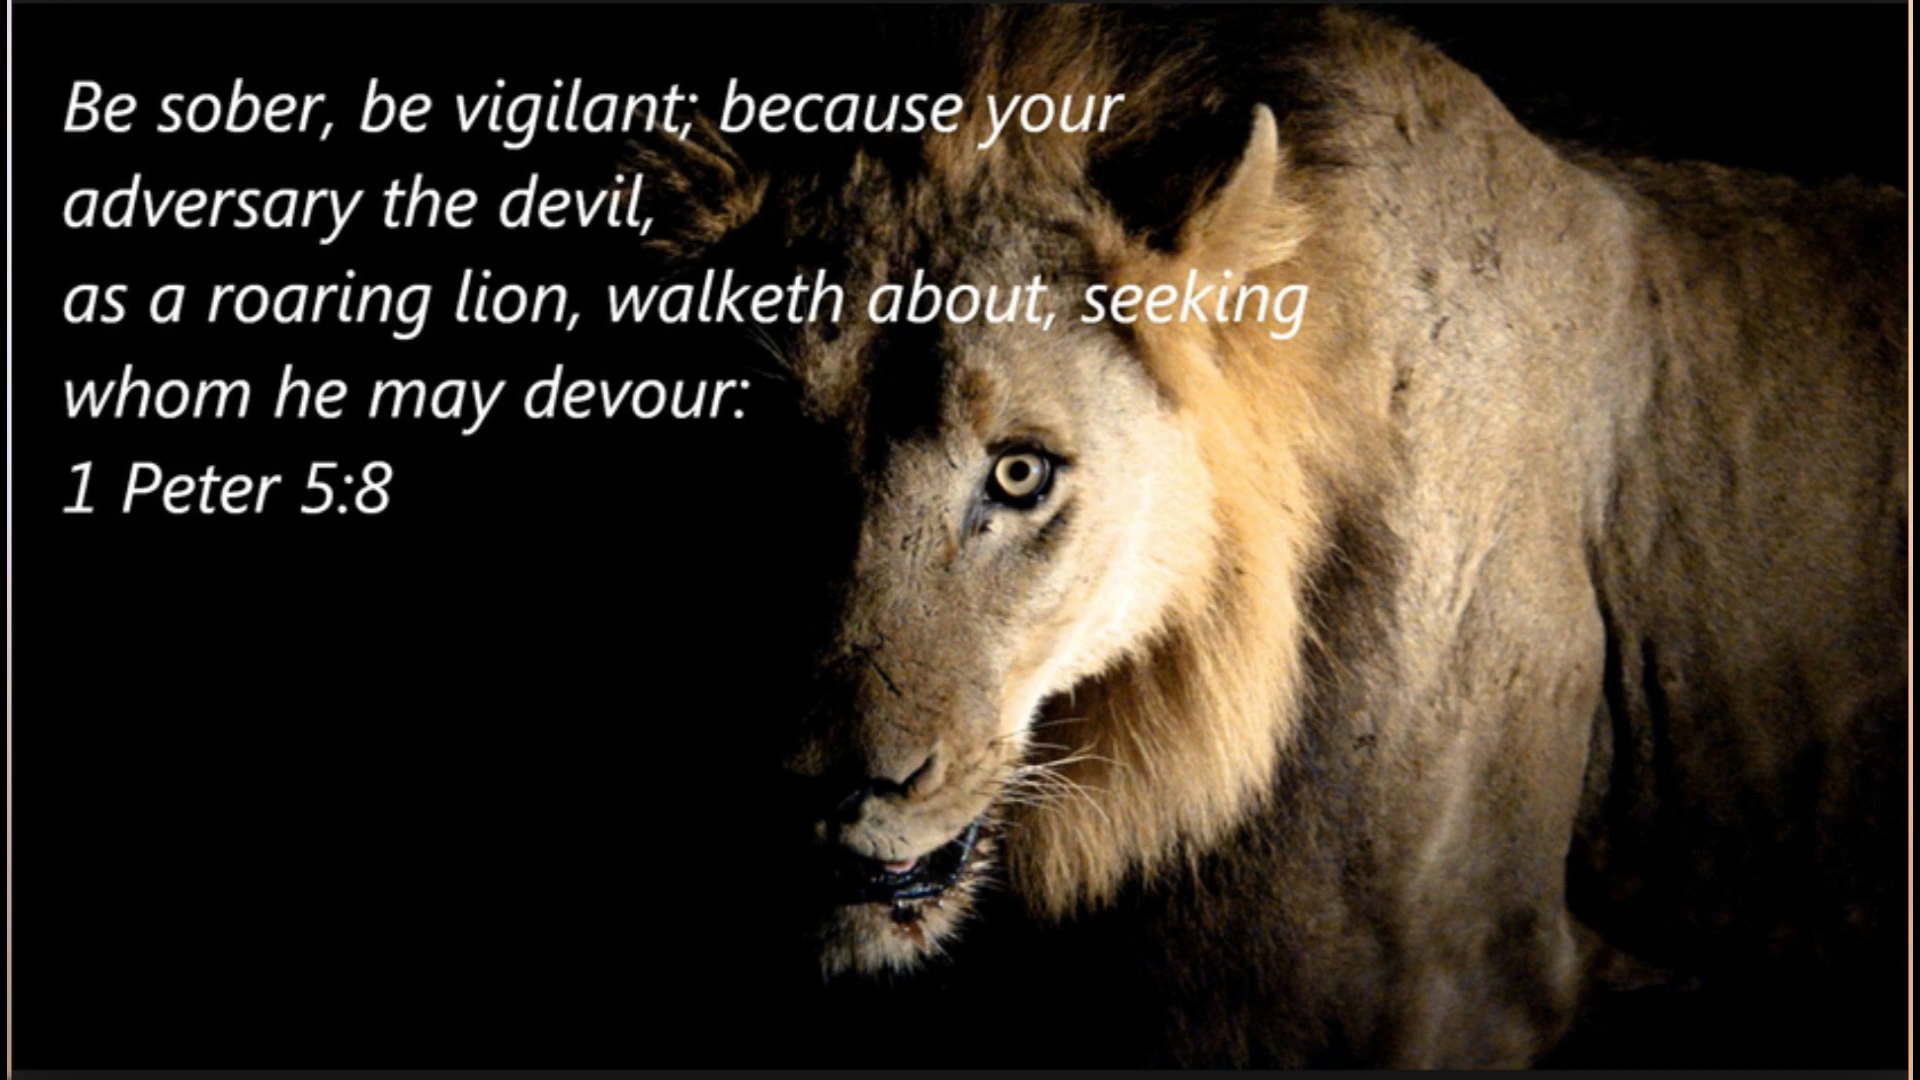 Be sober, be vigilant; because your
adversary the devil,
as a roaring lion, walketh about, seeking
whom he may devour:
1 Peter 5:8